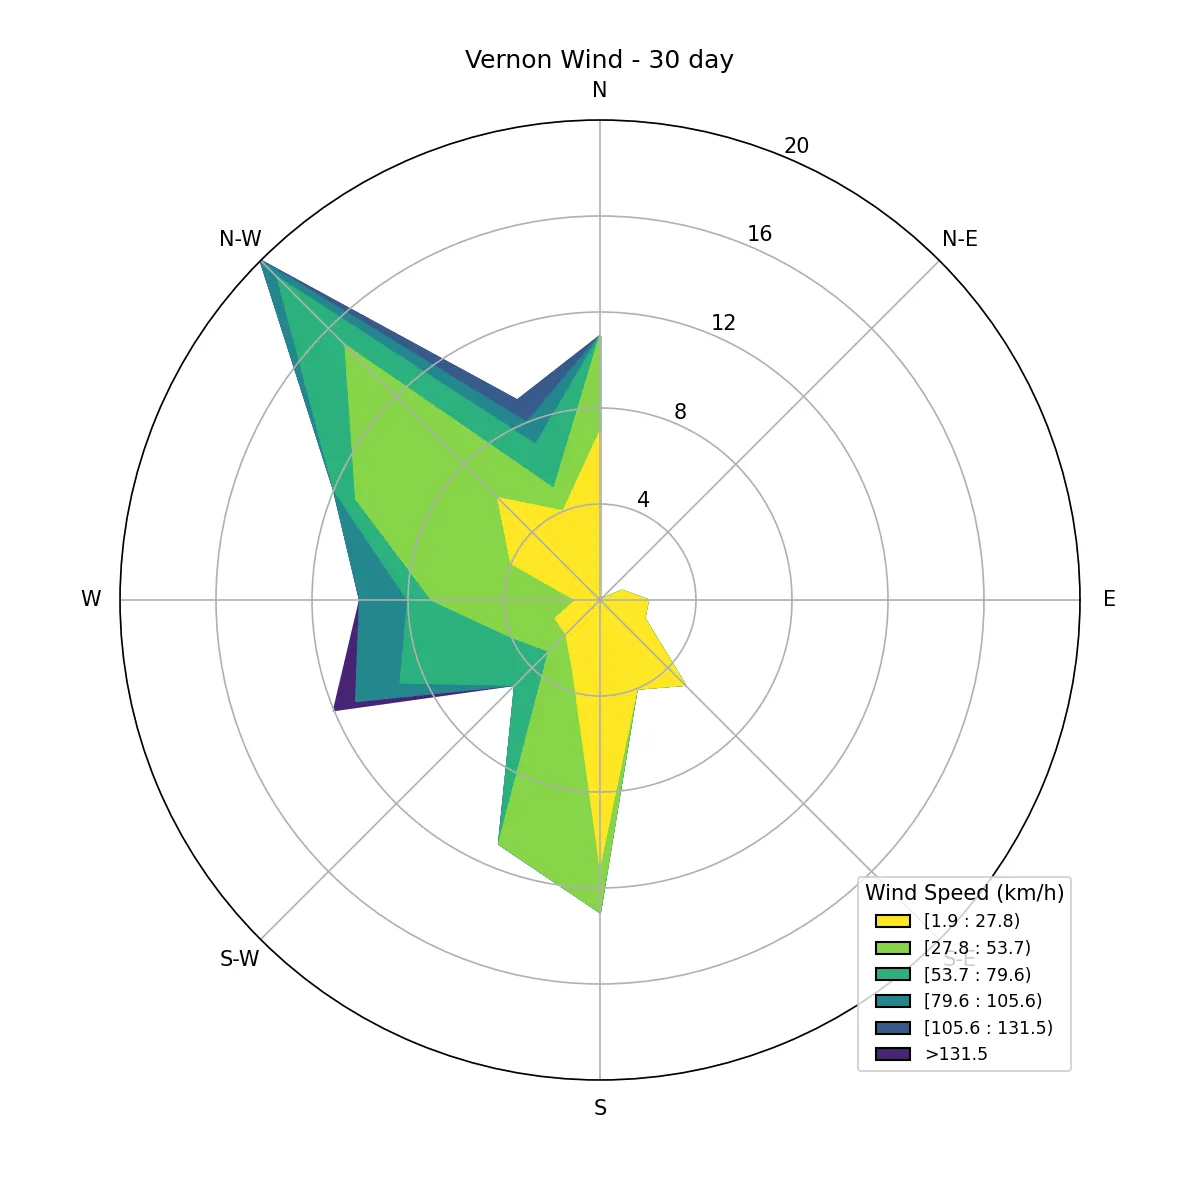 Vernon Wind - 30 day
N
20
16
N-W
N-E
12
8
4
W
E
Wind Speed (km/h)
[1.9 : 27.8)
[27.8 : 53.7)
S-W
S-E
[53.7 : 79.6)
[79.6 : 105.6)
[105.6 : 131.5)
>131.5
S